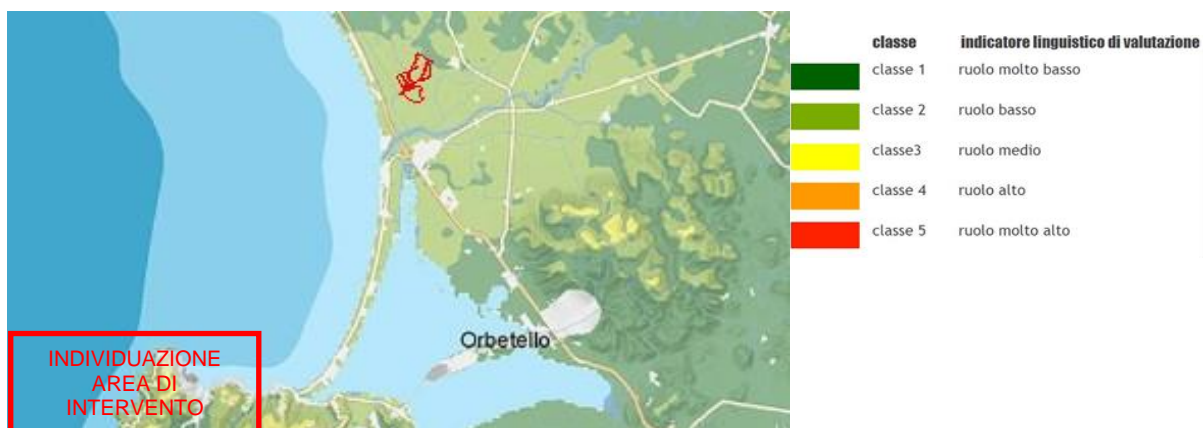 classe indicatore linguistico di valutazione
classe 1 ruolo molto basso
classe 2 ruolo basso
classe3 ruolo medio
classe 4 ruolo alto
classe 5 ruolo molto alto
Orbetello
INDIVIDUAZIONE
AREA DI
INTERVENTO